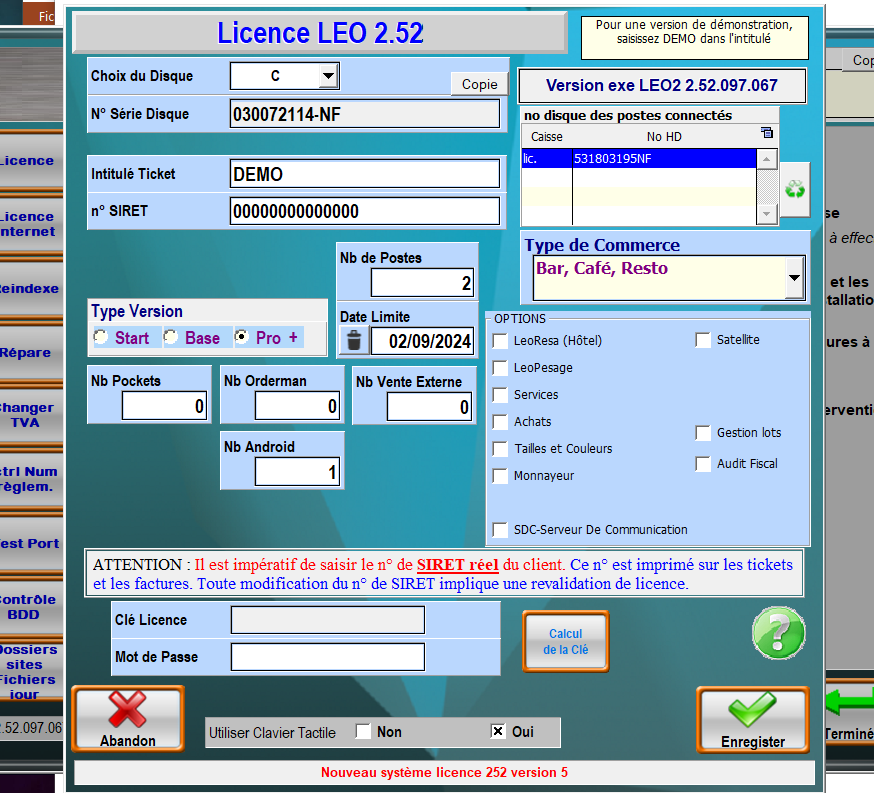 Fic
Licence LEO 2.52
Pour une version de démonstration,
saisissez DEMO dans l'intitulé
Choix du Disque
C
Copie
N° Série Disque
030072114-NF
Version exe LEO2 2.52.097.067
no disque des postes connectés
Caisse
No HD
lic.
531803195NF
Intitulé Ticket
DEMO
n° SIRET
00000000000000
Type de Commerce
Bar, Café, Resto
Nb de Postes
2
Type Version
Start
Base
Pro +
Date Limite
02/09/2024
Nb Pockets
0
Nb Orderman
0
Nb Vente Externe
0
Nb Android
1
OPTIONS
LeoResa (Hôtel)
Satellite
LeoPesage
Services
Achats
Gestion lots
Tailles et Couleurs
Audit Fiscal
Monnayeur
SDC-Serveur De Communication
ATTENTION : Il est impératif de saisir le n° de SIRET réel du client. Ce n° est imprimé sur les tickets
et les factures. Toute modification du n° de SIRET implique une revalidation de licence.
Clé Licence
Mot de Passe
Calcul
de la Clé
Abandon
Utiliser Clavier Tactile
Non
Oui
Enregister
Nouveau système licence 252 version 5
Licence
Licence
nternet
Reindexe
Répare
Changer
TVA
trl Num
règlem.
est Port
Contrôle
BDD
Dossiers
sites
Fichiers
jour
2.52.097.06
Cop
se
à effec
et les
tallatio
ures à
erventi
Terminé